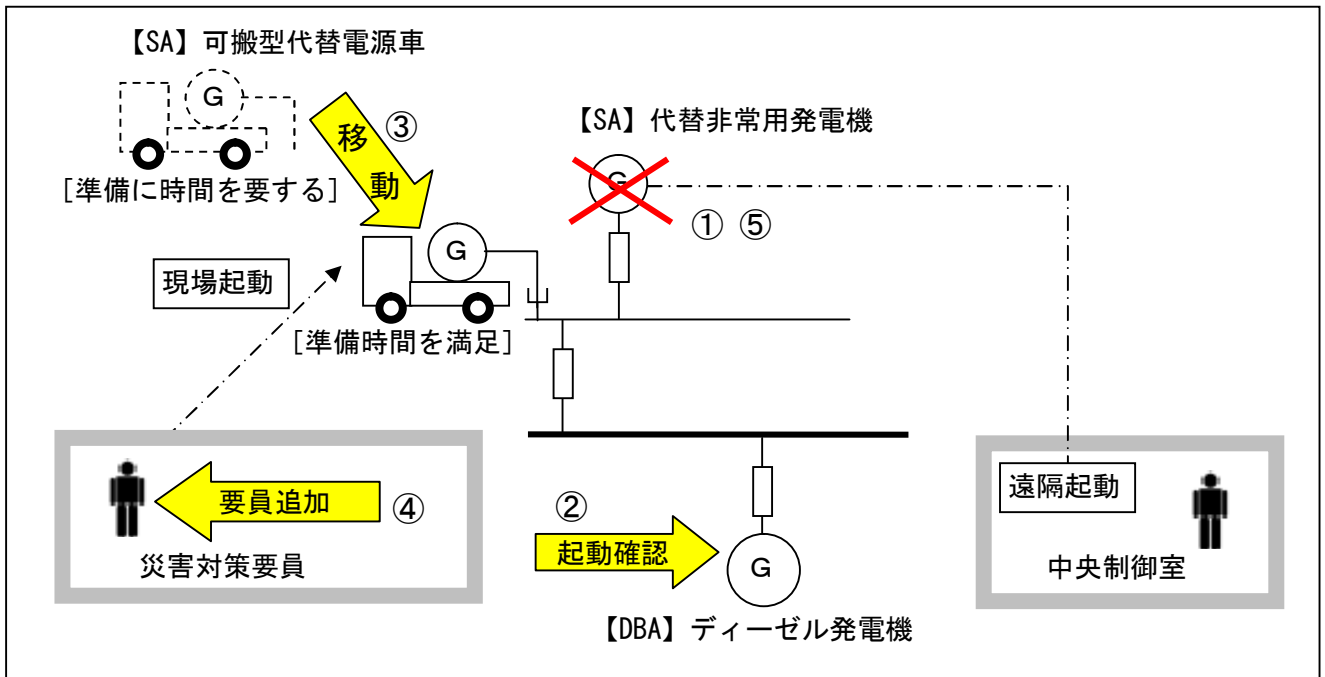 【SA】可搬型代替電源車
G
移動
③
[準備に時間を要する]
【SA】代替非常用発電機
G
① ⑤
G
現場起動
[準備時間を満足]
要員追加
④
災害対策要員
②
起動確認
G
【DBA】ディーゼル発電機
遠隔起動
中央制御室